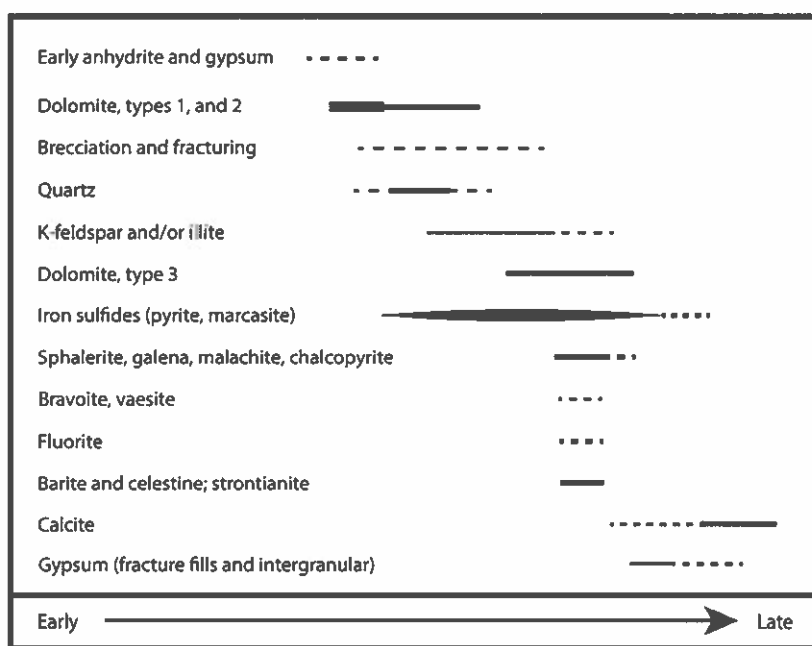 Early anhydrite and gypsum
Dolomite, types 1, and 2
Brecciation and fracturing
Quartz
K-feldspar and/or illite
Dolomite, type 3
Iron sulfides (pyrite, marcasite)
Sphalerite, galena, malachite, chalcopyrite
Bravoite, vaesite
Fluorite
Barite and celestine; strontianite
Calcite
Gypsum (fracture fills and intergranular)
Early Late